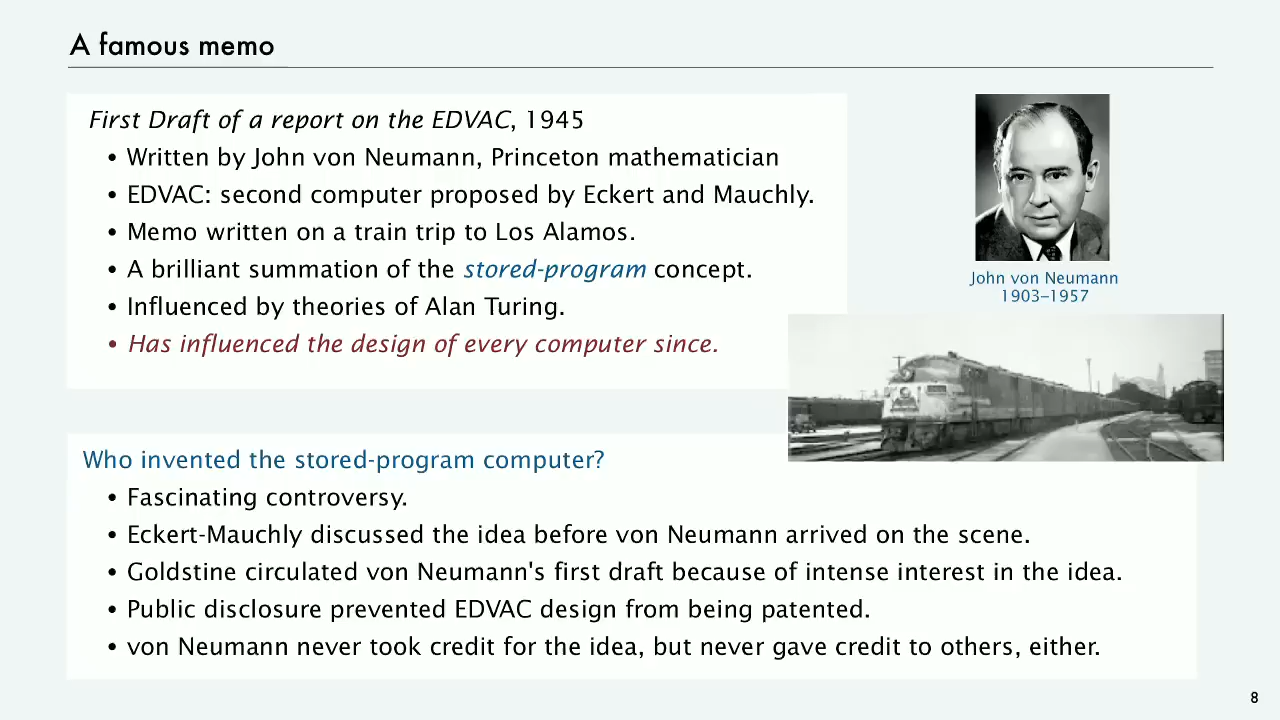 A famous memo
First Draft of a report on the EDVAC, 1945
• Written by John von Neumann, Princeton mathematician
• EDVAC: second computer proposed by Eckert and Mauchly.
• Memo written on a train trip to Los Alamos.
• A brilliant summation of the stored-program concept.
• Influenced by theories of Alan Turing.
• Has influenced the design of every computer since.
John von Neumann
1903–1957
Who invented the stored-program computer?
• Fascinating controversy.
• Eckert-Mauchly discussed the idea before von Neumann arrived on the scene.
• Goldstine circulated von Neumann's first draft because of intense interest in the idea.
• Public disclosure prevented EDVAC design from being patented.
• von Neumann never took credit for the idea, but never gave credit to others, either.
8